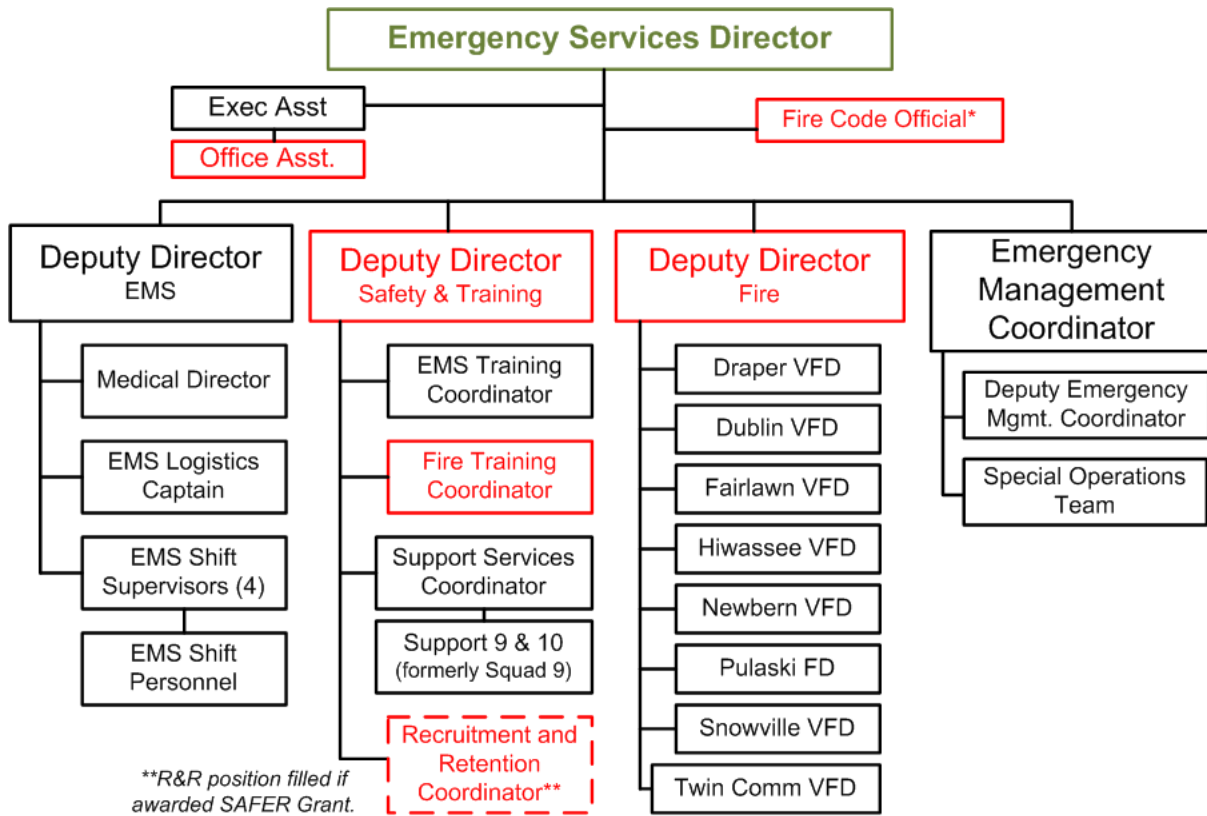 Emergency Services Director
Exec Asst
Office Asst.
Fire Code Official*
Deputy Director
EMS
Medical Director
EMS Logistics
Captain
EMS Shift
Supervisors (4)
EMS Shift
Personnel
Deputy Director
Safety & Training
EMS Training
Coordinator
Fire Training
Coordinator
Support Services
Coordinator
Support 9 & 10
(formerly Squad 9)
Recruitment and
Retention
Coordinator**
**R&R position filled if
awarded SAFER Grant.
Deputy Director
Fire
Draper VFD
Dublin VFD
Fairlawn VFD
Hiwassee VFD
Newbern VFD
Pulaski FD
Snowville VFD
Twin Comm VFD
Emergency
Management
Coordinator
Deputy Emergency
Mgmt. Coordinator
Special Operations
Team